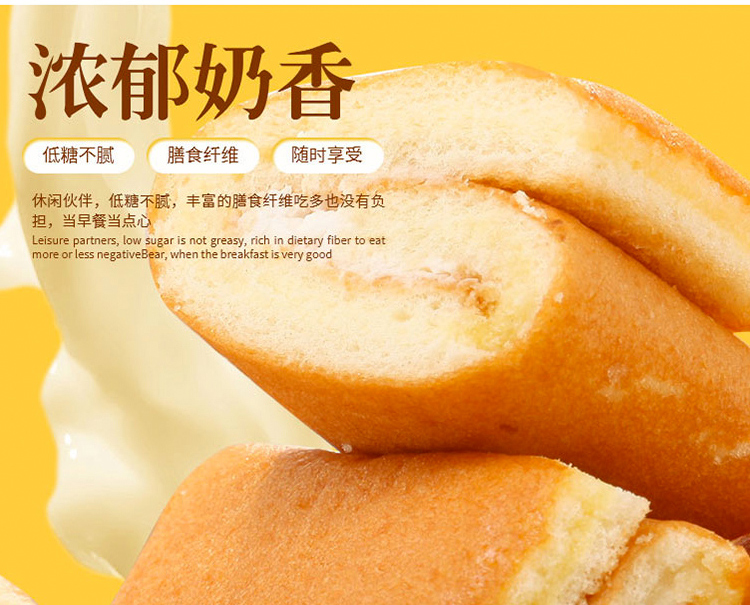 浓郁奶香
低糖不腻 膳食纤维 随时享受
休闲伙伴，低糖不腻，丰富的膳食纤维吃多也没有负
担，当早餐当点心
Leisure partners, low sugar is not greasy, rich in dietary fiber to eat
more or less negativeBear, when the breakfast is very good